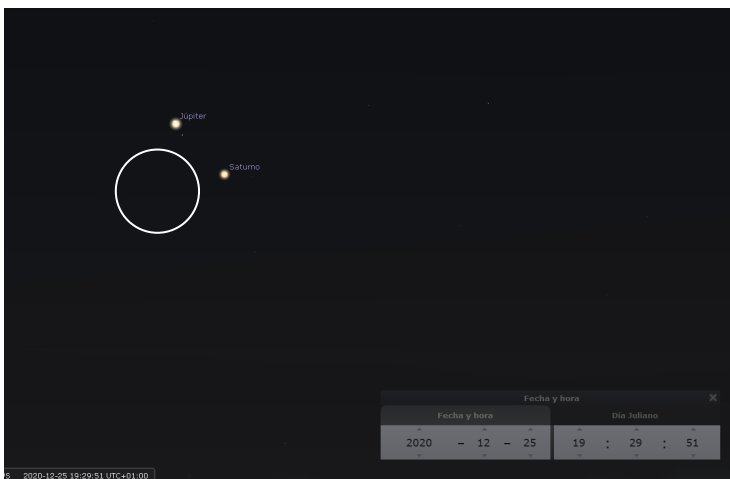 Júpiter
Saturno
Fecha y hora
Fecha y hora
Día Juliano
2020 – 12 – 25
19 : 29 : 51
2020-12-25 19:29:51 UTC+01:00